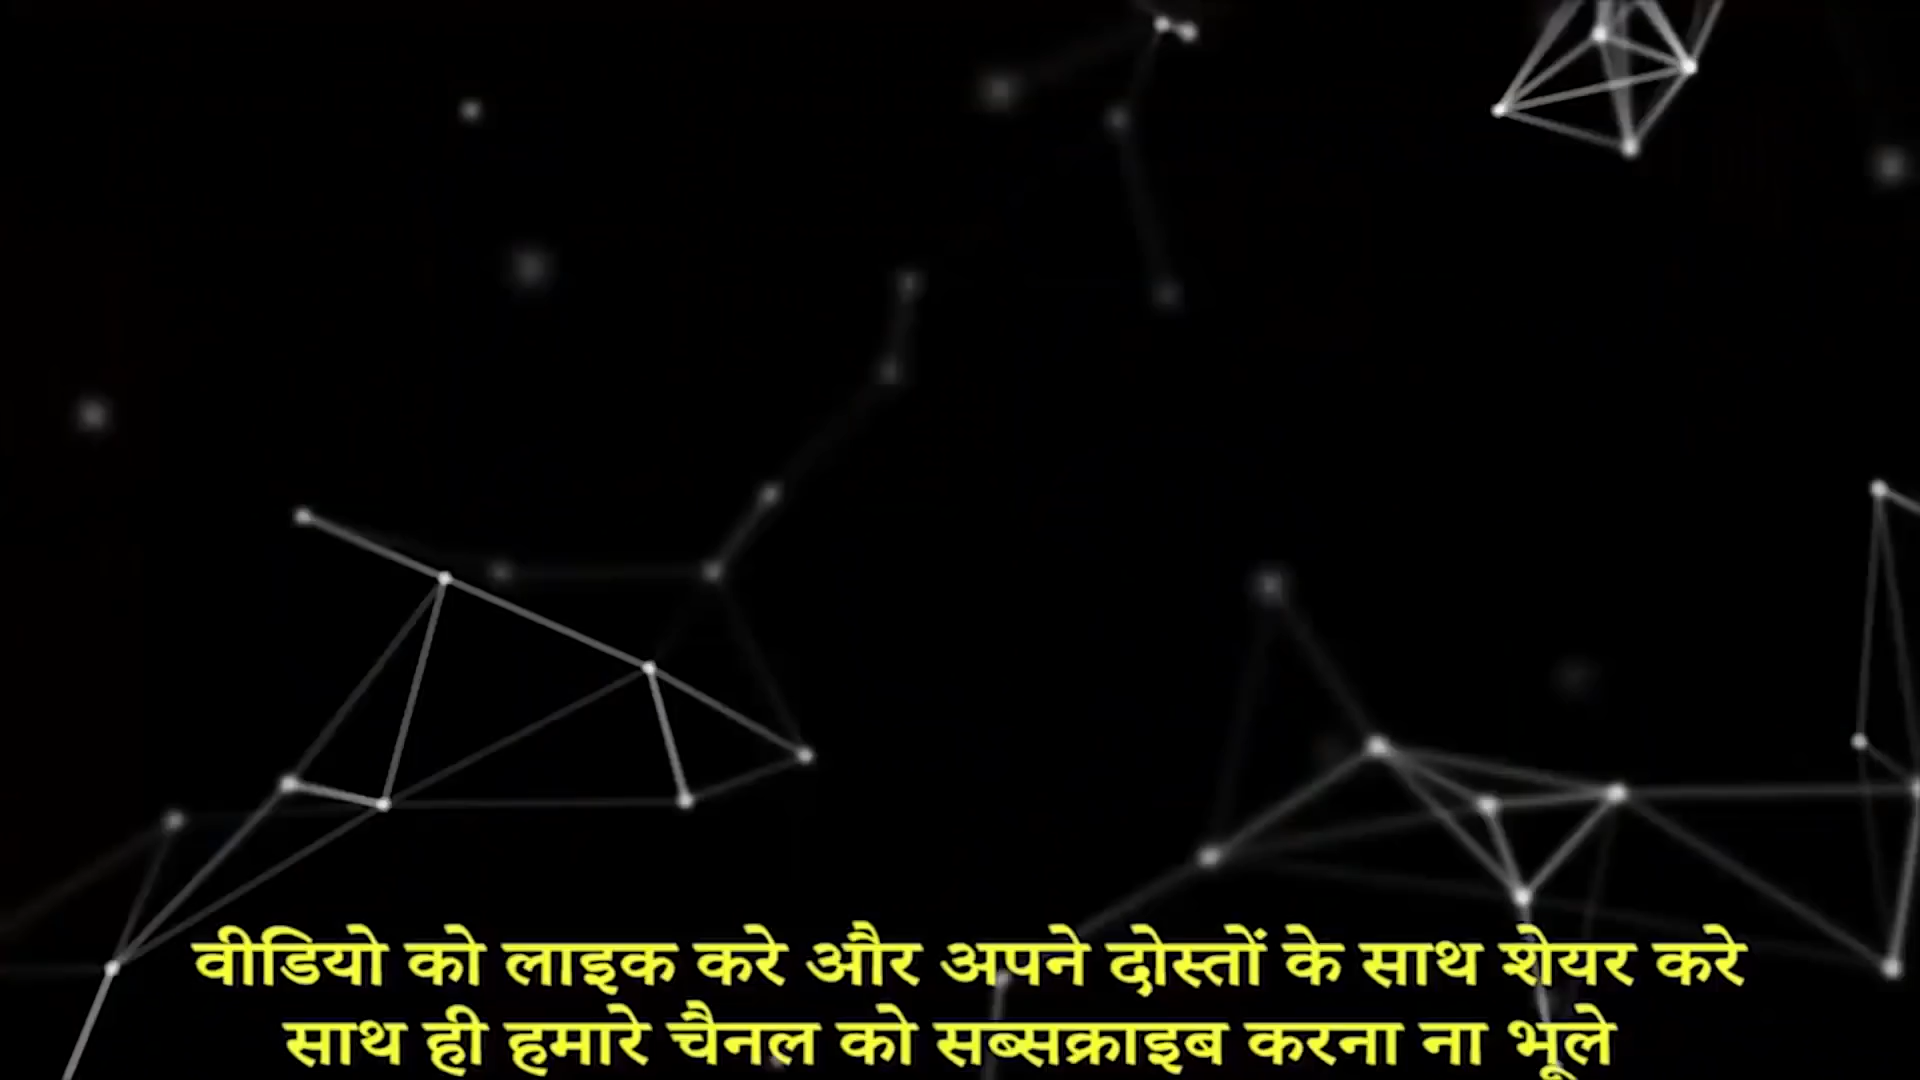 वीडियो को लाइक करे और अपने दोस्तों के साथ शेयर करे
साथ ही हमारे चैनल को सब्सक्राइब करना ना भूले